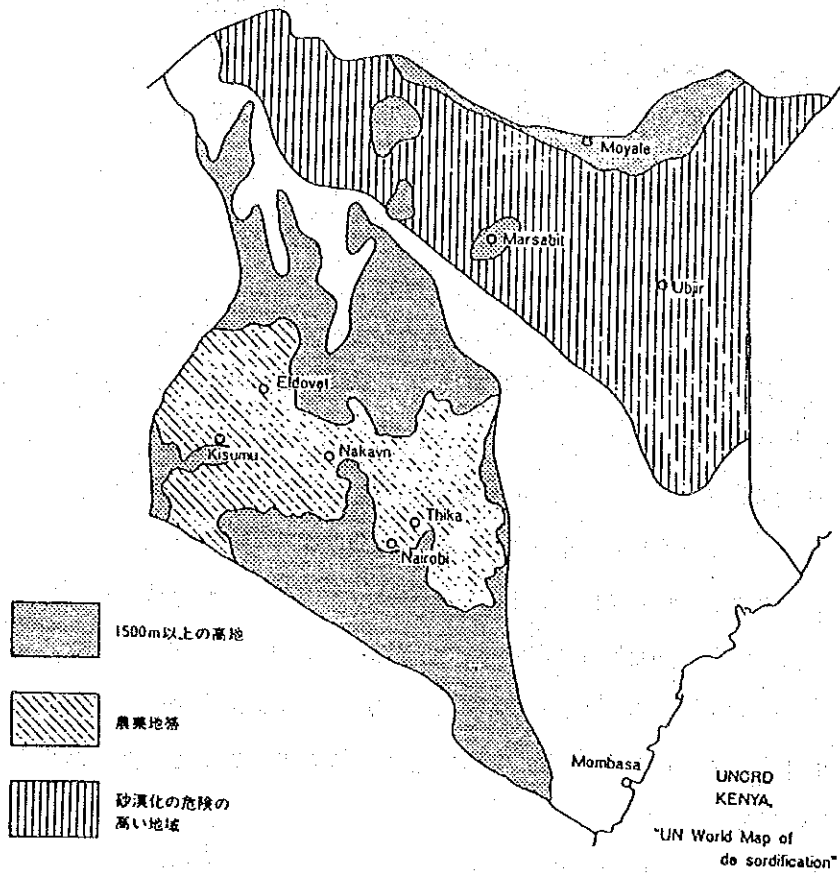 Moyale
Marsabit
Ubjr
Eldovet
Kisumu
Nakavn
Thika
Nairobi
1500m以上の高地
農業地帯
砂漠化の危険の
高い地域
Mombasa
UNCRD
KENYA,
"UN World Map of
de sordification"